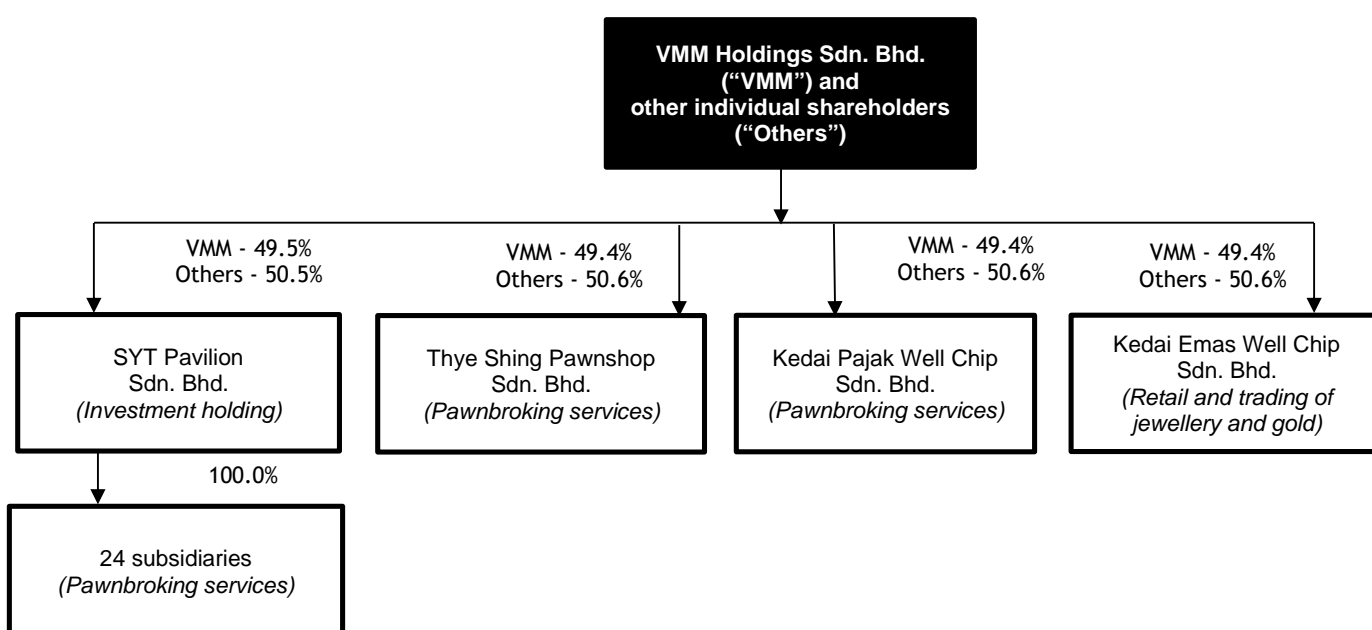 VMM Holdings Sdn. Bhd.
(“VMM”) and
other individual shareholders
(“Others”)
VMM - 49.5%
Others - 50.5%
VMM - 49.4%
Others - 50.6%
VMM - 49.4%
Others - 50.6%
VMM - 49.4%
Others - 50.6%
SYT Pavilion
Sdn. Bhd.
(Investment holding)
Thye Shing Pawnshop
Sdn. Bhd.
(Pawnbroking services)
Kedai Pajak Well Chip
Sdn. Bhd.
(Pawnbroking services)
Kedai Emas Well Chip
Sdn. Bhd.
(Retail and trading of
jewellery and gold)
100.0%
24 subsidiaries
(Pawnbroking services)